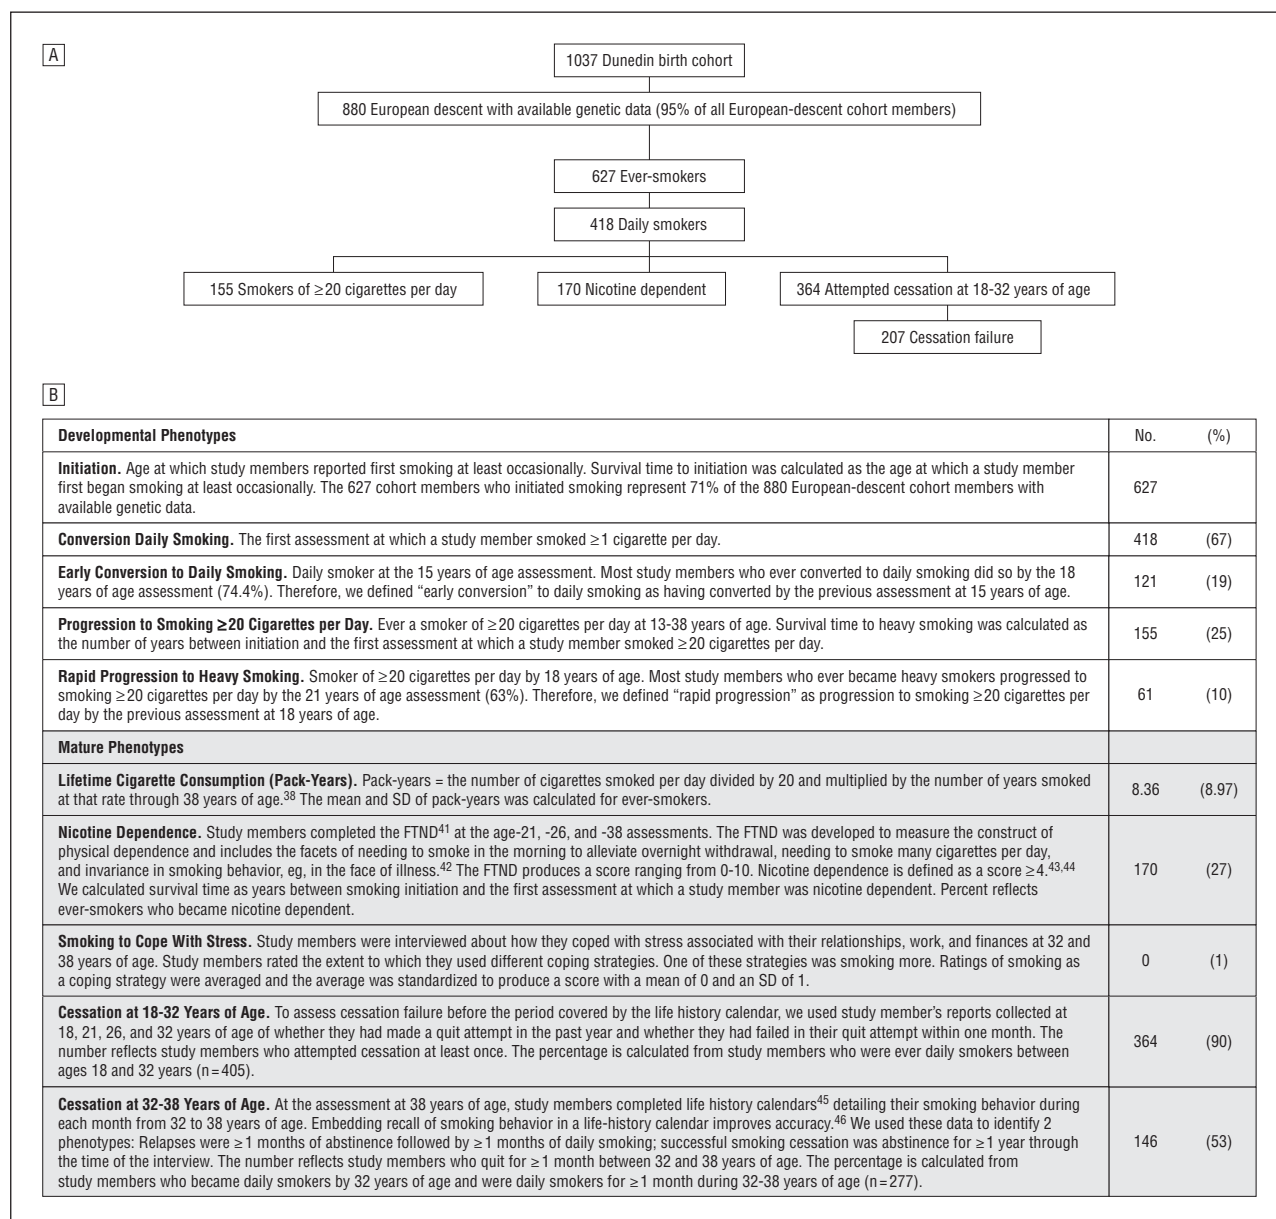 A
1037 Dunedin birth cohort
880 European descent with available genetic data (95% of all European-descent cohort members)
627 Ever-smokers
418 Daily smokers
155 Smokers of ≥20 cigarettes per day
170 Nicotine dependent
364 Attempted cessation at 18-32 years of age
207 Cessation failure
B
Developmental Phenotypes No. (%)
Initiation. Age at which study members reported first smoking at least occasionally. Survival time to initiation was calculated as the age at which a study member
first began smoking at least occasionally. The 627 cohort members who initiated smoking represent 71% of the 880 European-descent cohort members with
available genetic data.
627
Conversion Daily Smoking. The first assessment at which a study member smoked ≥1 cigarette per day.
418 (67)
Early Conversion to Daily Smoking. Daily smoker at the 15 years of age assessment. Most study members who ever converted to daily smoking did so by the 18
years of age assessment (74.4%). Therefore, we defined “early conversion” to daily smoking as having converted by the previous assessment at 15 years of age.
121 (19)
Progression to Smoking ≥20 Cigarettes per Day. Ever a smoker of ≥20 cigarettes per day at 13-38 years of age. Survival time to heavy smoking was calculated as
the number of years between initiation and the first assessment at which a study member smoked ≥20 cigarettes per day.
155 (25)
Rapid Progression to Heavy Smoking. Smoker of ≥20 cigarettes per day by 18 years of age. Most study members who ever became heavy smokers progressed to
smoking ≥20 cigarettes per day by the 21 years of age assessment (63%). Therefore, we defined “rapid progression” as progression to smoking ≥20 cigarettes per
day by the previous assessment at 18 years of age.
61 (10)
Mature Phenotypes
Lifetime Cigarette Consumption (Pack-Years). Pack-years = the number of cigarettes smoked per day divided by 20 and multiplied by the number of years smoked
at that rate through 38 years of age.38 The mean and SD of pack-years was calculated for ever-smokers.
8.36 (8.97)
Nicotine Dependence. Study members completed the FTND41 at the age-21, -26, and -38 assessments. The FTND was developed to measure the construct of
physical dependence and includes the facets of needing to smoke in the morning to alleviate overnight withdrawal, needing to smoke many cigarettes per day,
and invariance in smoking behavior, eg, in the face of illness.42 The FTND produces a score ranging from 0-10. Nicotine dependence is defined as a score ≥4.43,44
We calculated survival time as years between smoking initiation and the first assessment at which a study member was nicotine dependent. Percent reflects
ever-smokers who became nicotine dependent.
170 (27)
Smoking to Cope With Stress. Study members were interviewed about how they coped with stress associated with their relationships, work, and finances at 32 and
38 years of age. Study members rated the extent to which they used different coping strategies. One of these strategies was smoking more. Ratings of smoking as
a coping strategy were averaged and the average was standardized to produce a score with a mean of 0 and an SD of 1.
0 (1)
Cessation at 18-32 Years of Age. To assess cessation failure before the period covered by the life history calendar, we used study member's reports collected at
18, 21, 26, and 32 years of age of whether they had made a quit attempt in the past year and whether they had failed in their quit attempt within one month. The
number reflects study members who attempted cessation at least once. The percentage is calculated from study members who were ever daily smokers between
ages 18 and 32 years (n=405).
364 (90)
Cessation at 32-38 Years of Age. At the assessment at 38 years of age, study members completed life history calendars45 detailing their smoking behavior during
each month from 32 to 38 years of age. Embedding recall of smoking behavior in a life-history calendar improves accuracy.46 We used these data to identify 2
phenotypes: Relapses were ≥1 months of abstinence followed by ≥1 months of daily smoking; successful smoking cessation was abstinence for ≥1 year through
the time of the interview. The number reflects study members who quit for ≥1 month between 32 and 38 years of age. The percentage is calculated from
study members who became daily smokers by 32 years of age and were daily smokers for ≥1 month during 32-38 years of age (n=277).
146 (53)